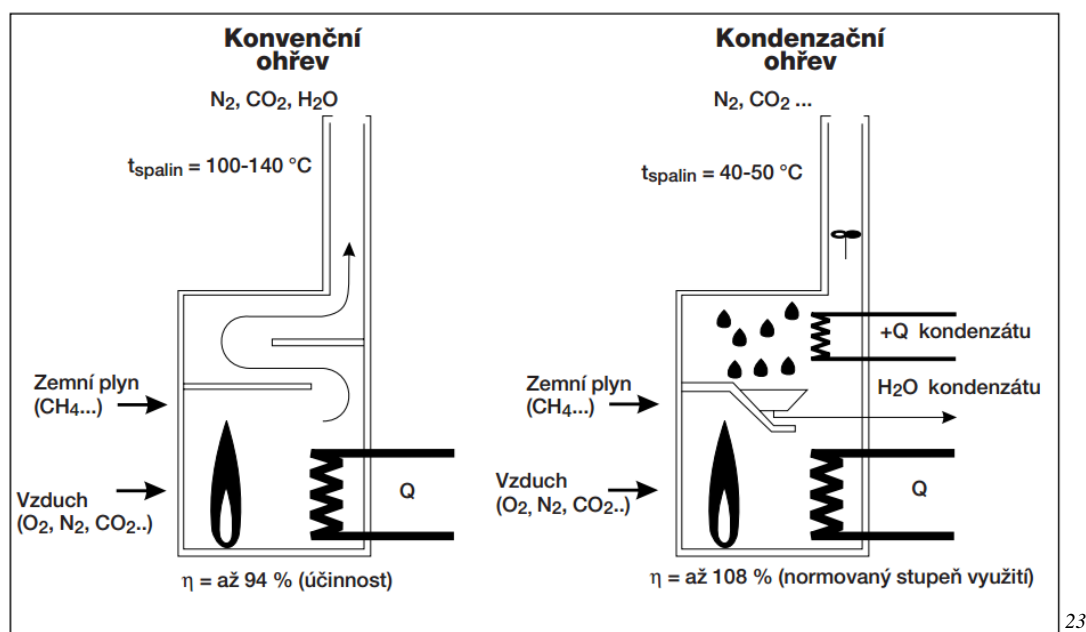 Konvenční
ohřev
N2, CO2, H2O
tspalin = 100-140 °C
Zemní plyn
(CH4...)
Vzduch
(O2, N2, CO2..)
Q
η = až 94 % (účinnost)
Kondenzační
ohřev
N2, CO2 ...
tspalin = 40-50 °C
+Q kondenzátu
Zemní plyn
(CH4...)
H2O kondenzátu
Vzduch
(O2, N2, CO2..)
Q
η = až 108 % (normovaný stupeň využití)
23